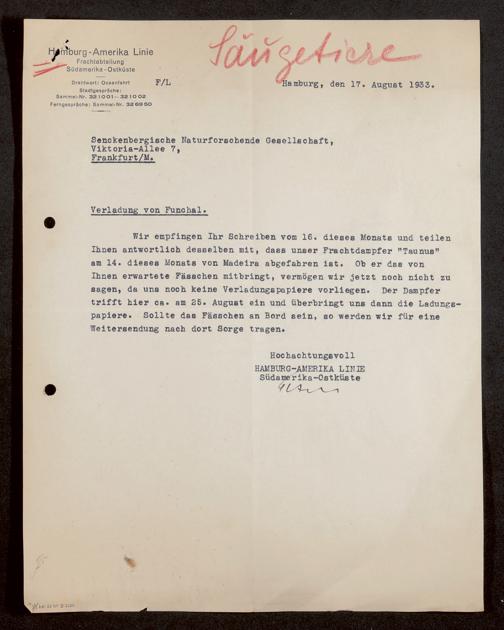 Säugetiere
Hamburg-Amerika Linie
Frachtabteilung
Südamerika-Ostküste
Drahtwort: Ozeanfahrt
Stadtgespräche:
Sammel-Nr. 321001–321002
Ferngespräche: Sammel-Nr. 326950
F/L
Hamburg, den 17. August 1933.
Senckenbergische Naturforschende Gesellschaft,
Viktoria-Allee 7,
Frankfurt/M.
Verladung von Funchal.
Wir empfingen Ihr Schreiben vom 16. dieses Monats und teilen
Ihnen antwortlich desselben mit, dass unser Frachtdampfer "Taunus"
am 14. dieses Monats von Madeira abgefahren ist. Ob er das von
Ihnen erwartete Fässchen mitbringt, vermögen wir jetzt noch nicht zu
sagen, da uns noch keine Verladungspapiere vorliegen. Der Dampfer
trifft hier ca. am 25. August ein und überbringt uns dann die Ladungs-
papiere. Sollte das Fässchen an Bord sein, so werden wir für eine
Weitersendung nach dort Sorge tragen.
Hochachtungsvoll
HAMBURG-AMERIKA LINIE
Südamerika-Ostküste